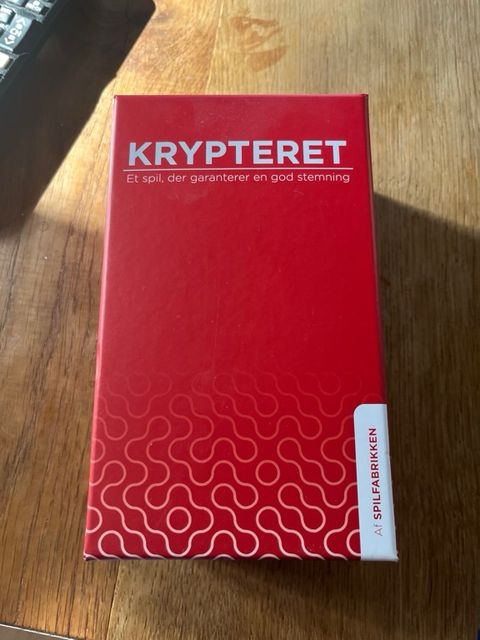 KRYPTERET
Et spil, der garanterer en god stemning
Af SPILFABRIKKEN